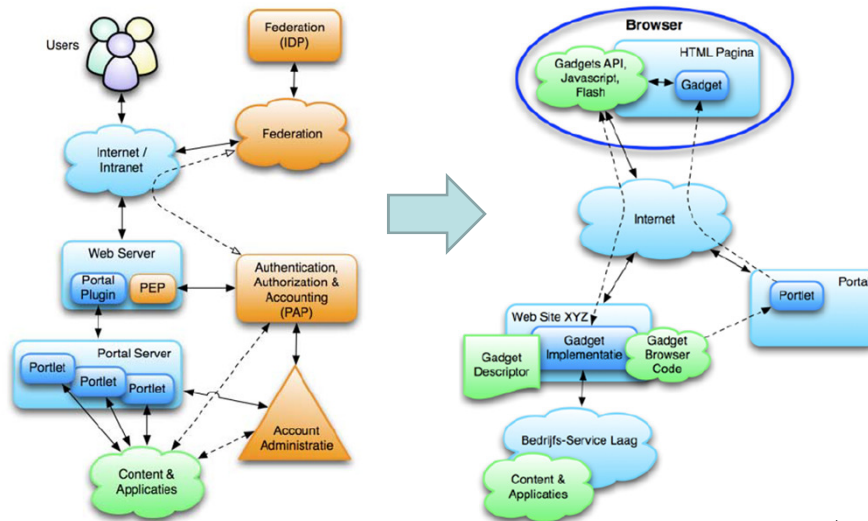 Users
Federation
(IDP)
Internet /
Intranet
Federation
Web Server
Portal
Plugin
PEP
Authentication,
Authorization &
Accounting
(PAP)
Portal Server
Portlet
Portlet
Portlet
Account
Administratie
Content &
Applicaties
Browser
HTML Pagina
Gadgets API,
Javascript,
Flash
Gadget
Internet
Porta
Portlet
Web Site XYZ
Gadget
Descriptor
Gadget
Implementatie
Gadget
Browser
Code
Bedrijfs-Service Laag
Content &
Applicaties